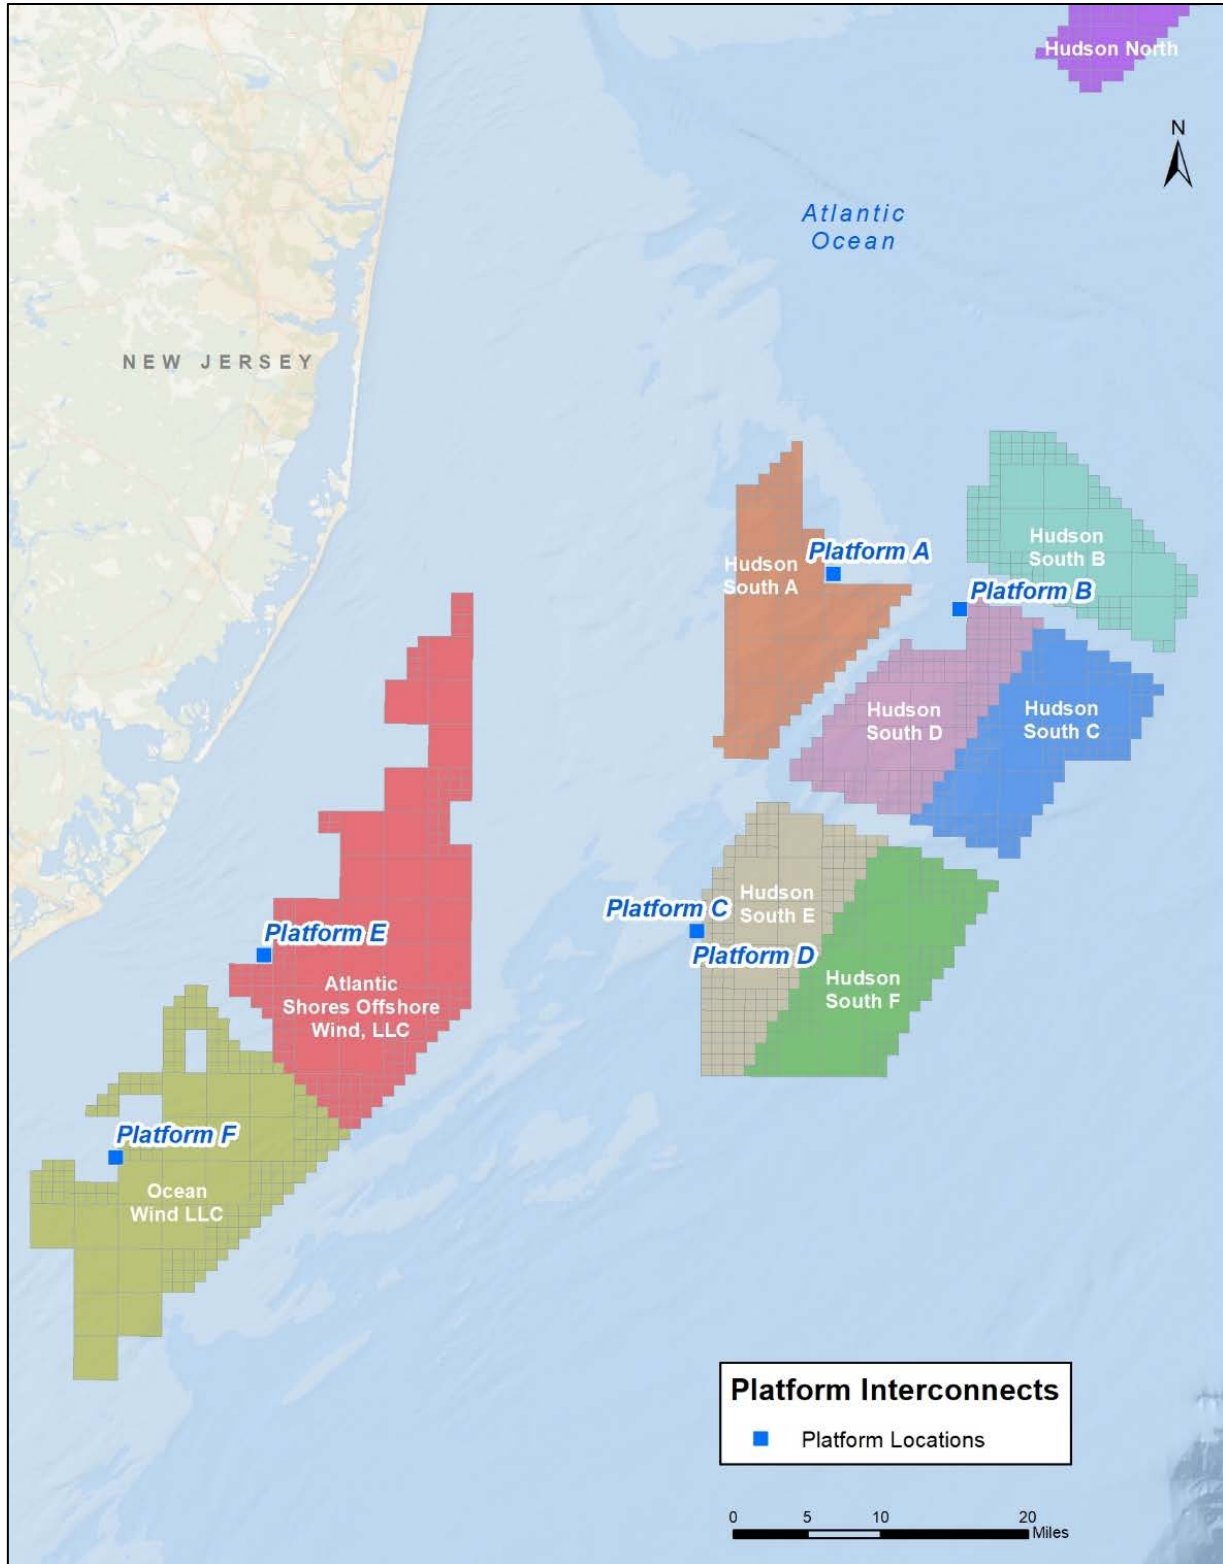 Hudson North
N
Atlantic
Ocean
NEW JERSEY
Hudson
South B
Platform A
Hudson
South A
Platform B
Hudson
South D
Hudson
South C
Platform C
Hudson
South E
Platform D
Platform E
Hudson
South F
Atlantic
Shores Offshore
Wind, LLC
Platform F
Ocean
Wind LLC
Platform Interconnects
Platform Locations
0 5 10 20
Miles